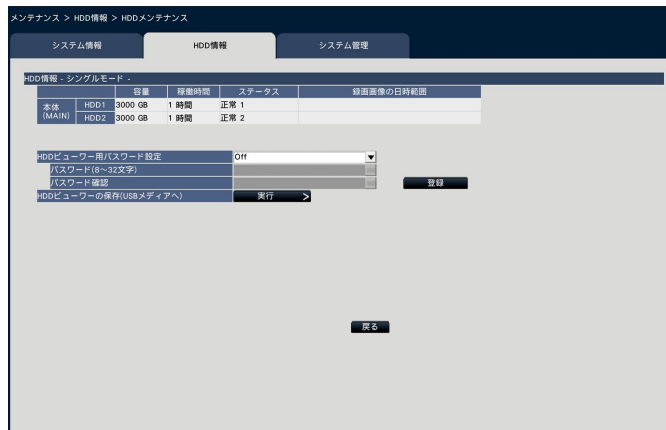 メンテナンス > HDD情報 > HDDメンテナンス
システム情報 HDD情報 システム管理
HDD情報 - シングルモード -
容量 稼働時間 ステータス 録画画像の日時範囲
本体(MAIN) HDD1 3000 GB 1 時間 正常 1
HDD2 3000 GB 1 時間 正常 2
HDDビューワー用パスワード設定 Off
パスワード(8～32文字)
パスワード確認 登録
HDDビューワーの保存(USBメディアへ) 実行 >
戻る